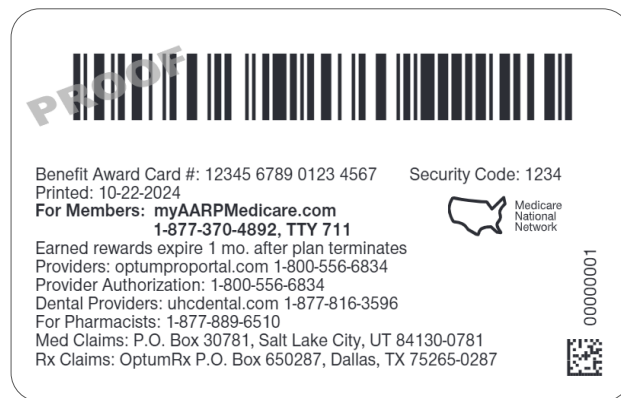 PROOF
Benefit Award Card #: 12345 6789 0123 4567 Security Code: 1234
Printed: 10-22-2024
For Members: myAARPMedicare.com
1-877-370-4892, TTY 711
Medicare
National
Network
Earned rewards expire 1 mo. after plan terminates
Providers: optumproportal.com 1-800-556-6834
Provider Authorization: 1-800-556-6834
Dental Providers: uhcdental.com 1-877-816-3596
For Pharmacists: 1-877-889-6510
Med Claims: P.O. Box 30781, Salt Lake City, UT 84130-0781
Rx Claims: OptumRx P.O. Box 650287, Dallas, TX 75265-0287
00000001